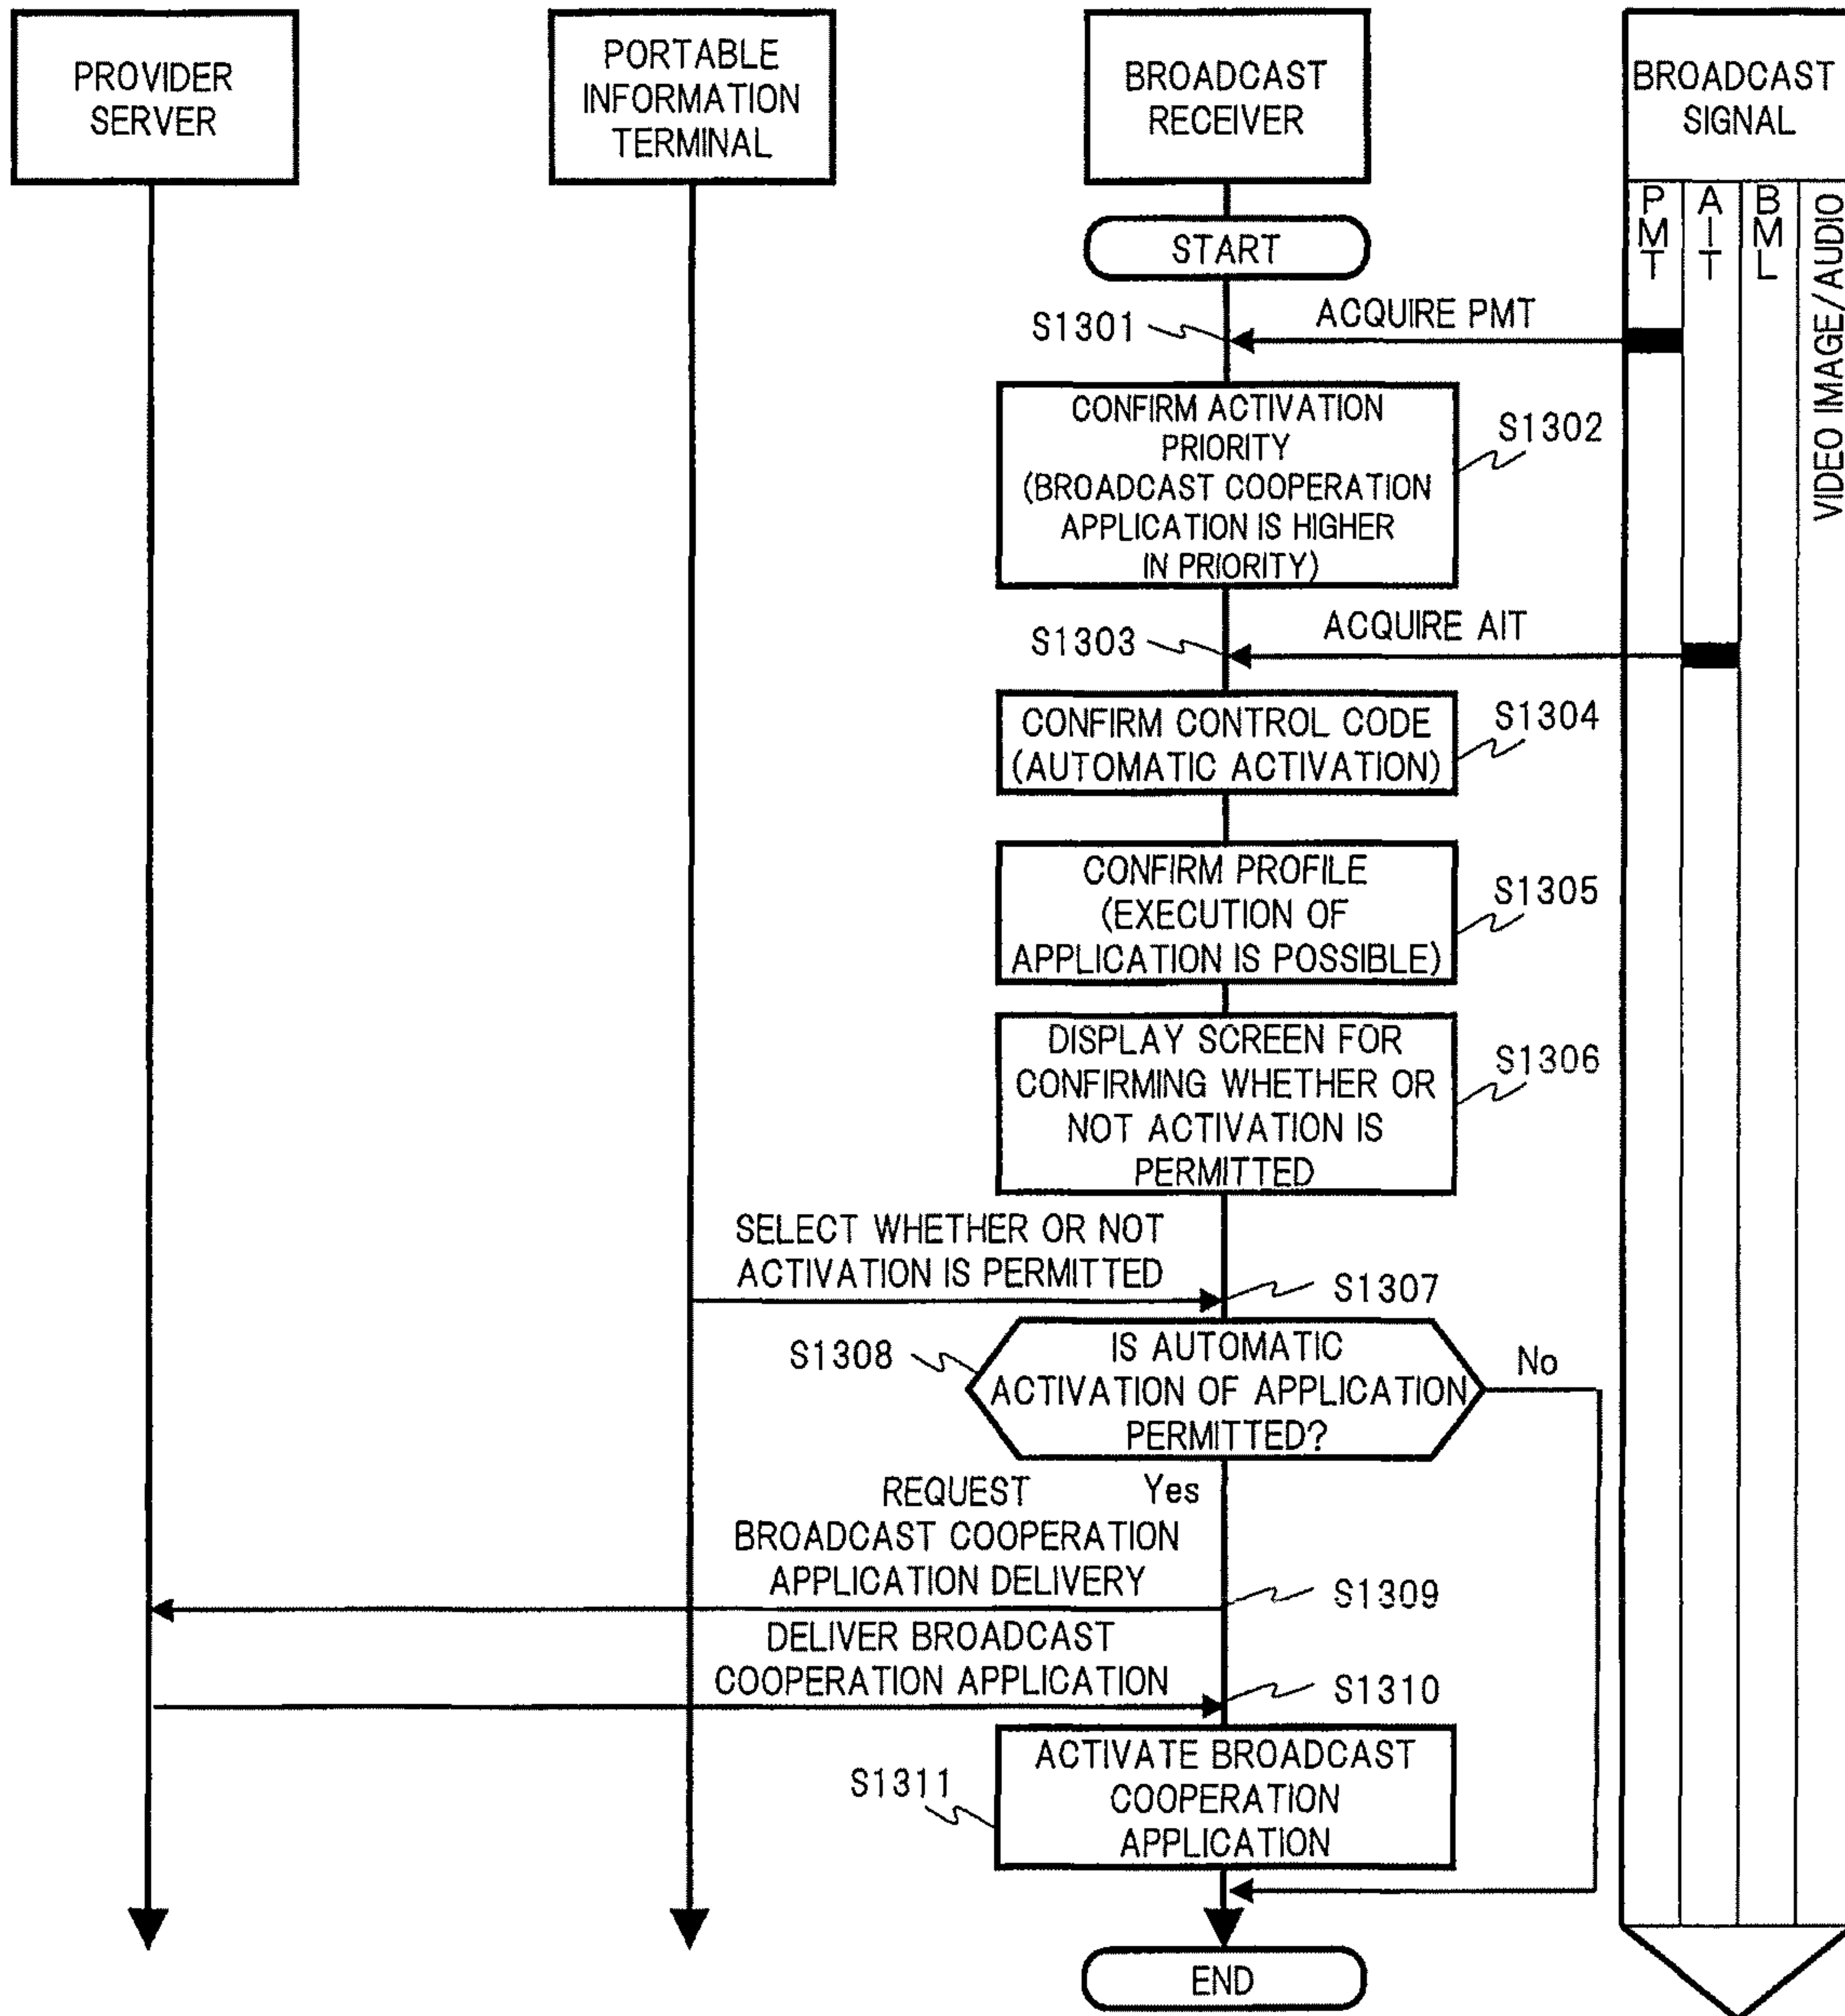 PROVIDER
SERVER
PORTABLE
INFORMATION
TERMINAL
BROADCAST
RECEIVER
BROADCAST
SIGNAL
PMT
AIT
BML
VIDEO IMAGE/AUDIO
START
S1301
ACQUIRE PMT
CONFIRM ACTIVATION
PRIORITY
(BROADCAST COOPERATION
APPLICATION IS HIGHER
IN PRIORITY)
S1302
S1303
ACQUIRE AIT
CONFIRM CONTROL CODE
(AUTOMATIC ACTIVATION)
S1304
CONFIRM PROFILE
(EXECUTION OF
APPLICATION IS POSSIBLE)
S1305
DISPLAY SCREEN FOR
CONFIRMING WHETHER OR
NOT ACTIVATION IS
PERMITTED
S1306
SELECT WHETHER OR NOT
ACTIVATION IS PERMITTED
S1307
S1308
IS AUTOMATIC
ACTIVATION OF APPLICATION
PERMITTED?
No
Yes
REQUEST
BROADCAST COOPERATION
APPLICATION DELIVERY
S1309
DELIVER BROADCAST
COOPERATION APPLICATION
S1310
S1311
ACTIVATE BROADCAST
COOPERATION
APPLICATION
END